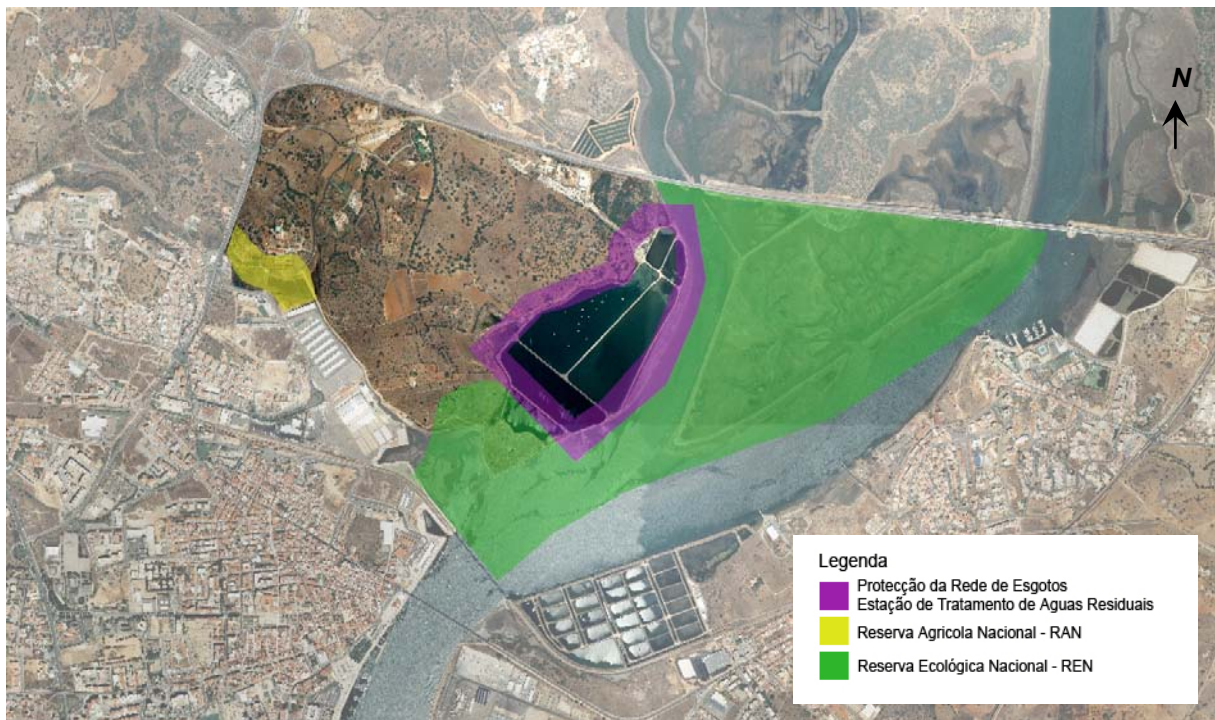 N
Legenda
Protecção da Rede de Esgotos
Estação de Tratamento de Aguas Residuais
Reserva Agricola Nacional - RAN
Reserva Ecológica Nacional - REN